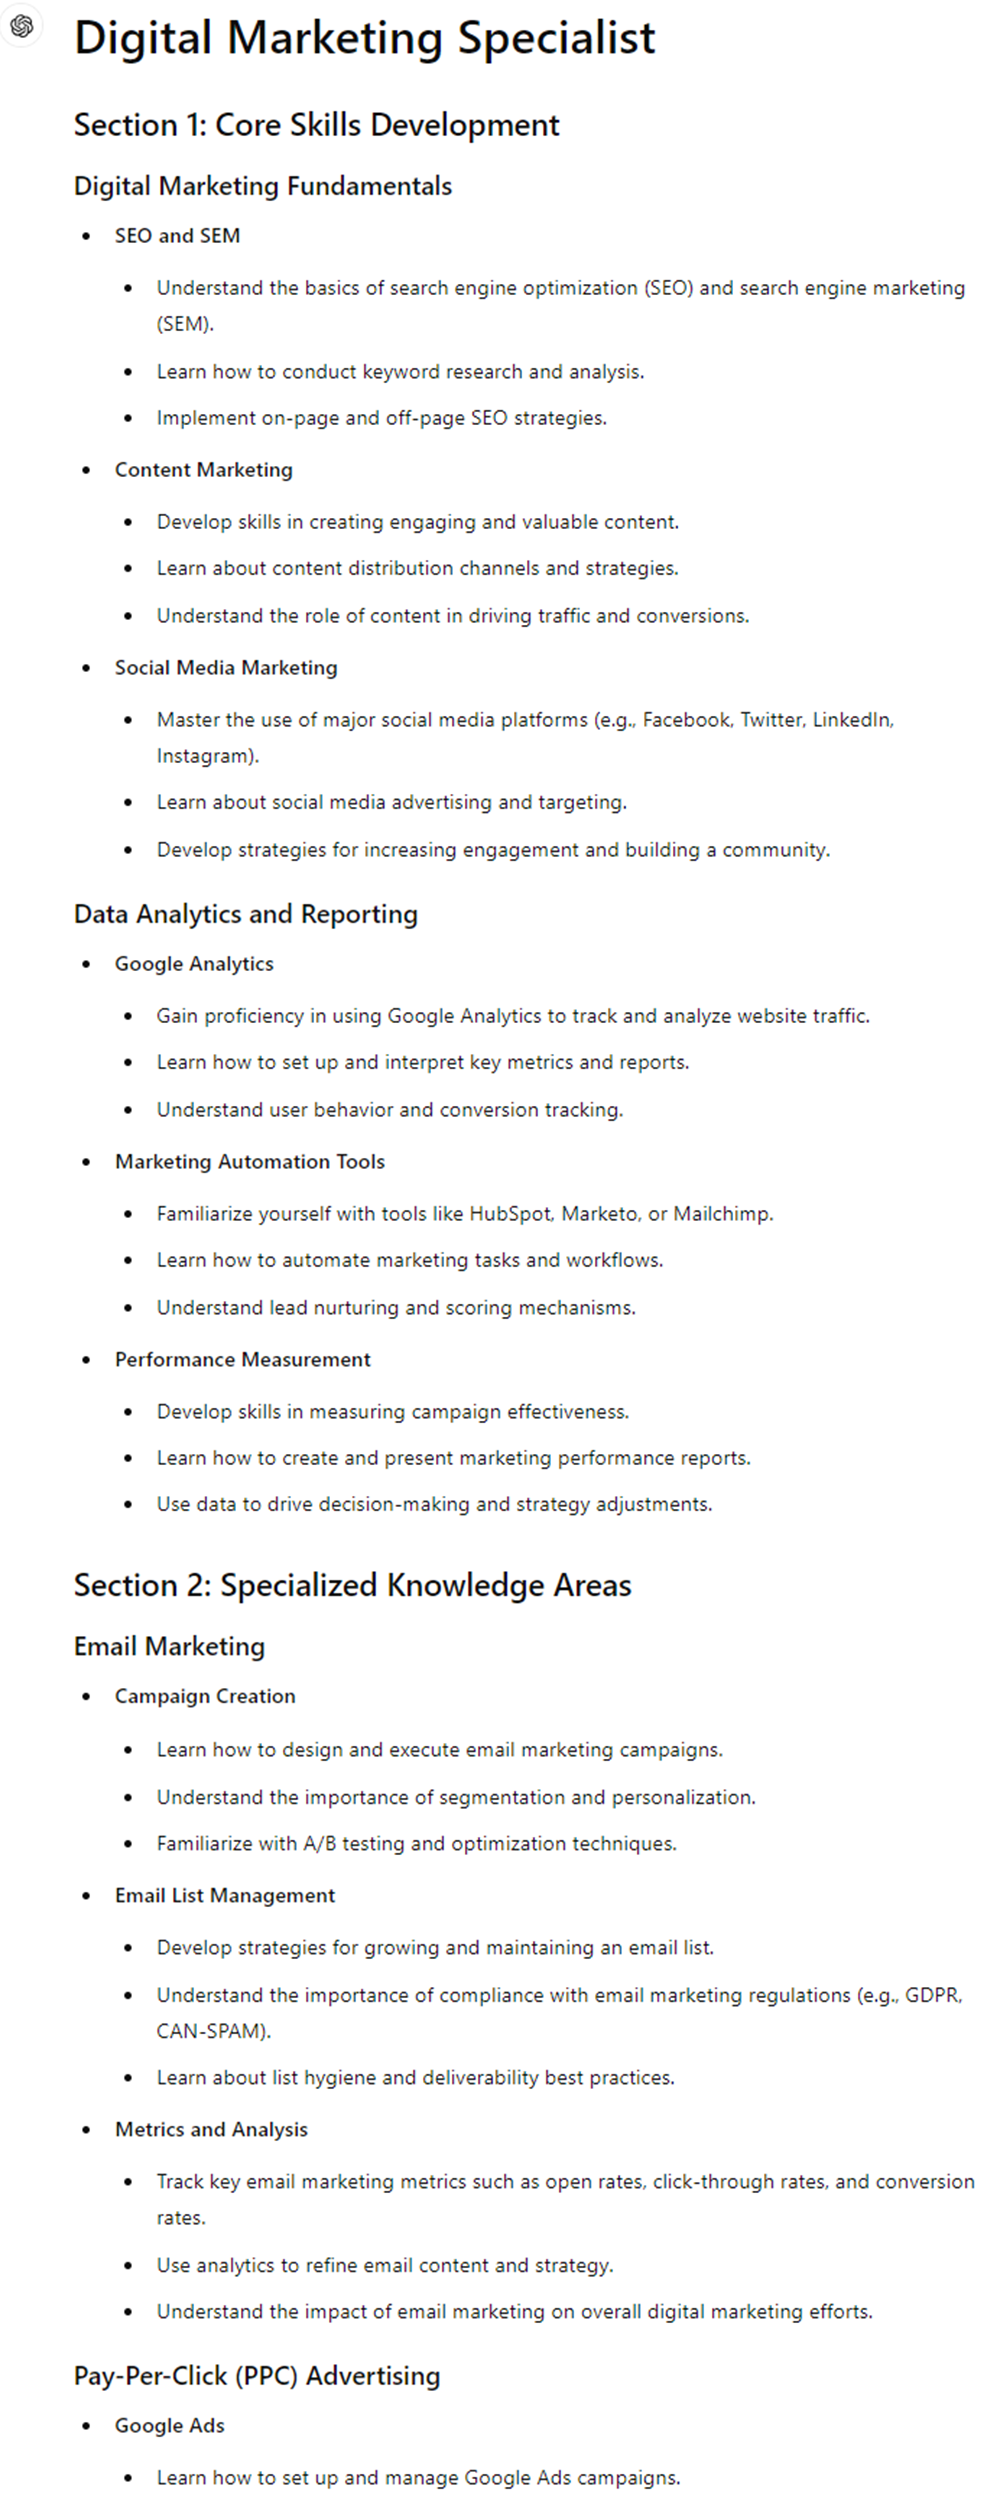 Digital Marketing Specialist
Section 1: Core Skills Development
Digital Marketing Fundamentals
• SEO and SEM
• Understand the basics of search engine optimization (SEO) and search engine marketing
(SEM).
• Learn how to conduct keyword research and analysis.
• Implement on-page and off-page SEO strategies.
• Content Marketing
• Develop skills in creating engaging and valuable content.
• Learn about content distribution channels and strategies.
• Understand the role of content in driving traffic and conversions.
• Social Media Marketing
• Master the use of major social media platforms (e.g., Facebook, Twitter, LinkedIn,
Instagram).
• Learn about social media advertising and targeting.
• Develop strategies for increasing engagement and building a community.
Data Analytics and Reporting
• Google Analytics
• Gain proficiency in using Google Analytics to track and analyze website traffic.
• Learn how to set up and interpret key metrics and reports.
• Understand user behavior and conversion tracking.
• Marketing Automation Tools
• Familiarize yourself with tools like HubSpot, Marketo, or Mailchimp.
• Learn how to automate marketing tasks and workflows.
• Understand lead nurturing and scoring mechanisms.
• Performance Measurement
• Develop skills in measuring campaign effectiveness.
• Learn how to create and present marketing performance reports.
• Use data to drive decision-making and strategy adjustments.
Section 2: Specialized Knowledge Areas
Email Marketing
• Campaign Creation
• Learn how to design and execute email marketing campaigns.
• Understand the importance of segmentation and personalization.
• Familiarize with A/B testing and optimization techniques.
• Email List Management
• Develop strategies for growing and maintaining an email list.
• Understand the importance of compliance with email marketing regulations (e.g., GDPR,
CAN-SPAM).
• Learn about list hygiene and deliverability best practices.
• Metrics and Analysis
• Track key email marketing metrics such as open rates, click-through rates, and conversion
rates.
• Use analytics to refine email content and strategy.
• Understand the impact of email marketing on overall digital marketing efforts.
Pay-Per-Click (PPC) Advertising
• Google Ads
• Learn how to set up and manage Google Ads campaigns.